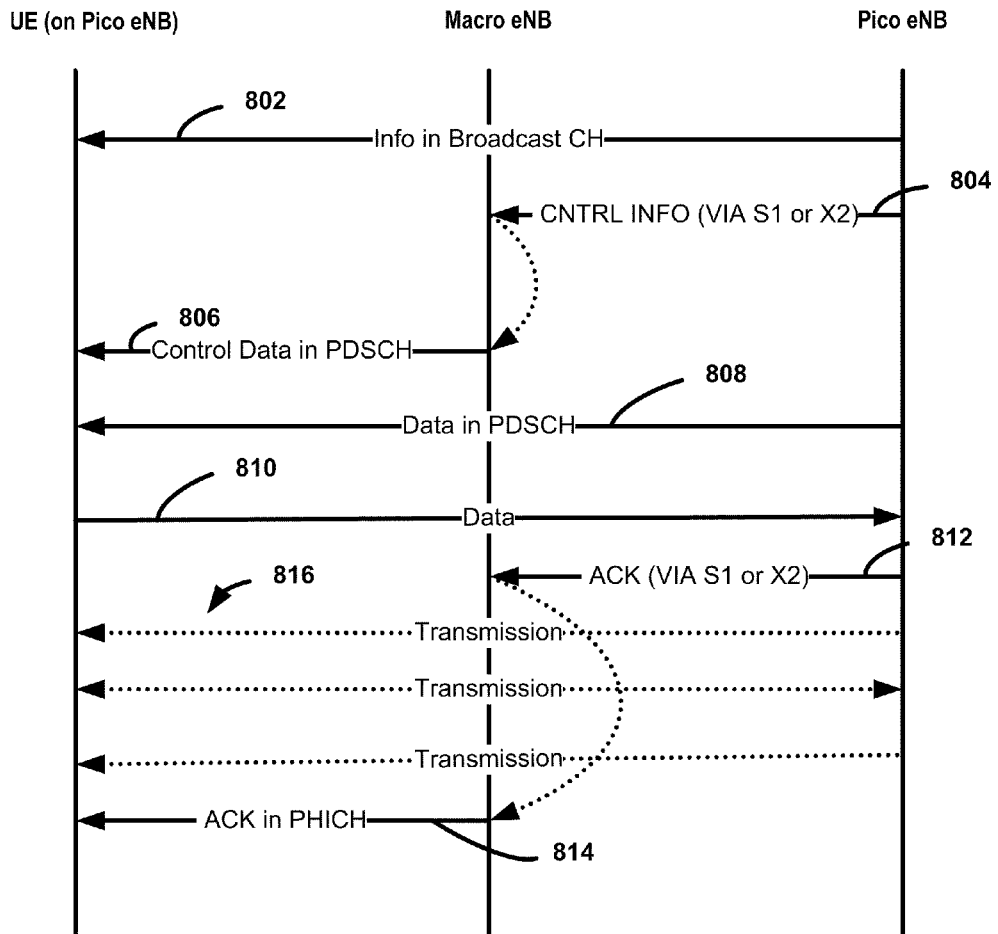 UE (on Pico eNB)
Macro eNB
Pico eNB
802
Info in Broadcast CH
804
CNTRL INFO (VIA S1 or X2)
806
Control Data in PDSCH
808
Data in PDSCH
810
Data
812
ACK (VIA S1 or X2)
816
Transmission
Transmission
Transmission
ACK in PHICH
814